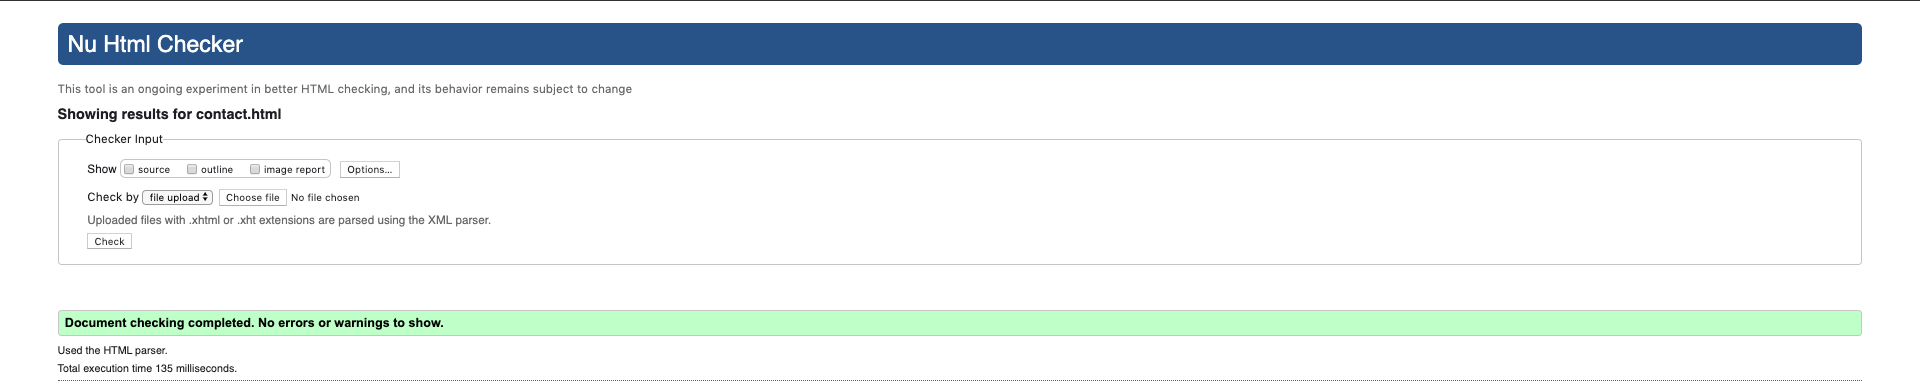 Nu Html Checker
This tool is an ongoing experiment in better HTML checking, and its behavior remains subject to change
Showing results for contact.html
Checker Input
Show source outline image report Options...
Check by file upload Choose file No file chosen
Uploaded files with .xhtml or .xht extensions are parsed using the XML parser.
Check
Document checking completed. No errors or warnings to show.
Used the HTML parser.
Total execution time 135 milliseconds.